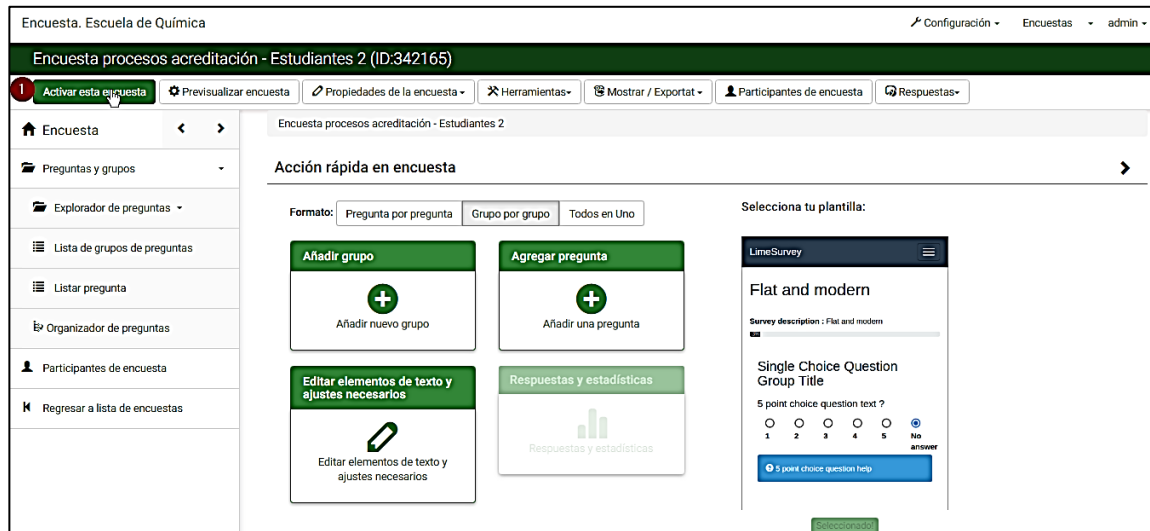 Encuesta. Escuela de Química
Configuración
Encuestas
admin
Encuesta procesos acreditación - Estudiantes 2 (ID:342165)
1
Activar esta encuesta
Previsualizar encuesta
Propiedades de la encuesta
Herramientas
Mostrar / Exportat
Participantes de encuesta
Respuestas
Encuesta
Encuesta procesos acreditación - Estudiantes 2
Preguntas y grupos
Explorador de preguntas
Lista de grupos de preguntas
Listar pregunta
Organizador de preguntas
Participantes de encuesta
Regresar a lista de encuestas
Acción rápida en encuesta
Formato:
Pregunta por pregunta
Grupo por grupo
Todos en Uno
Añadir grupo
Añadir nuevo grupo
Agregar pregunta
Añadir una pregunta
Editar elementos de texto y
ajustes necesarios
Editar elementos de texto y
ajustes necesarios
Respuestas y estadísticas
Respuestas y estadísticas
Selecciona tu plantilla:
LimeSurvey
Flat and modern
Survey description : Flat and modern
Single Choice Question
Group Title
5 point choice question text ?
1 2 3 4 5 No
answer
5 point choice question help
Seleccionado!